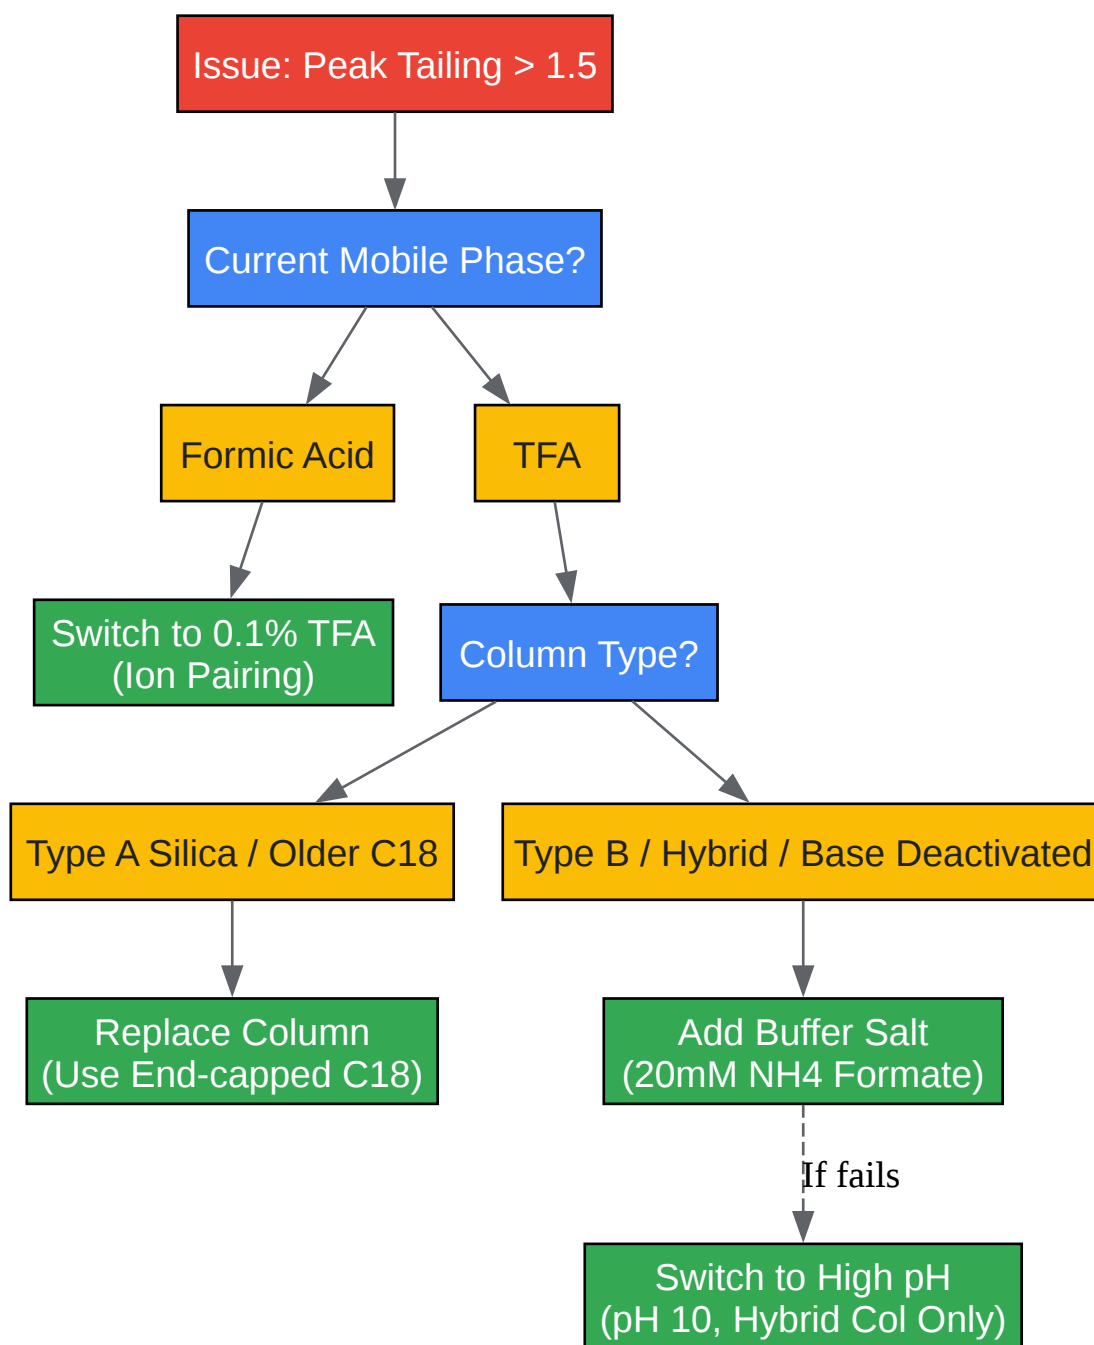 Issue: Peak Tailing > 1.5
Current Mobile Phase?
Formic Acid
TFA
Switch to 0.1% TFA
(Ion Pairing)
Column Type?
Type A Silica / Older C18
Type B / Hybrid / Base Deactivated
Replace Column
(Use End-capped C18)
Add Buffer Salt
(20mM NH4 Formate)
If fails
Switch to High pH
(pH 10, Hybrid Col Only)